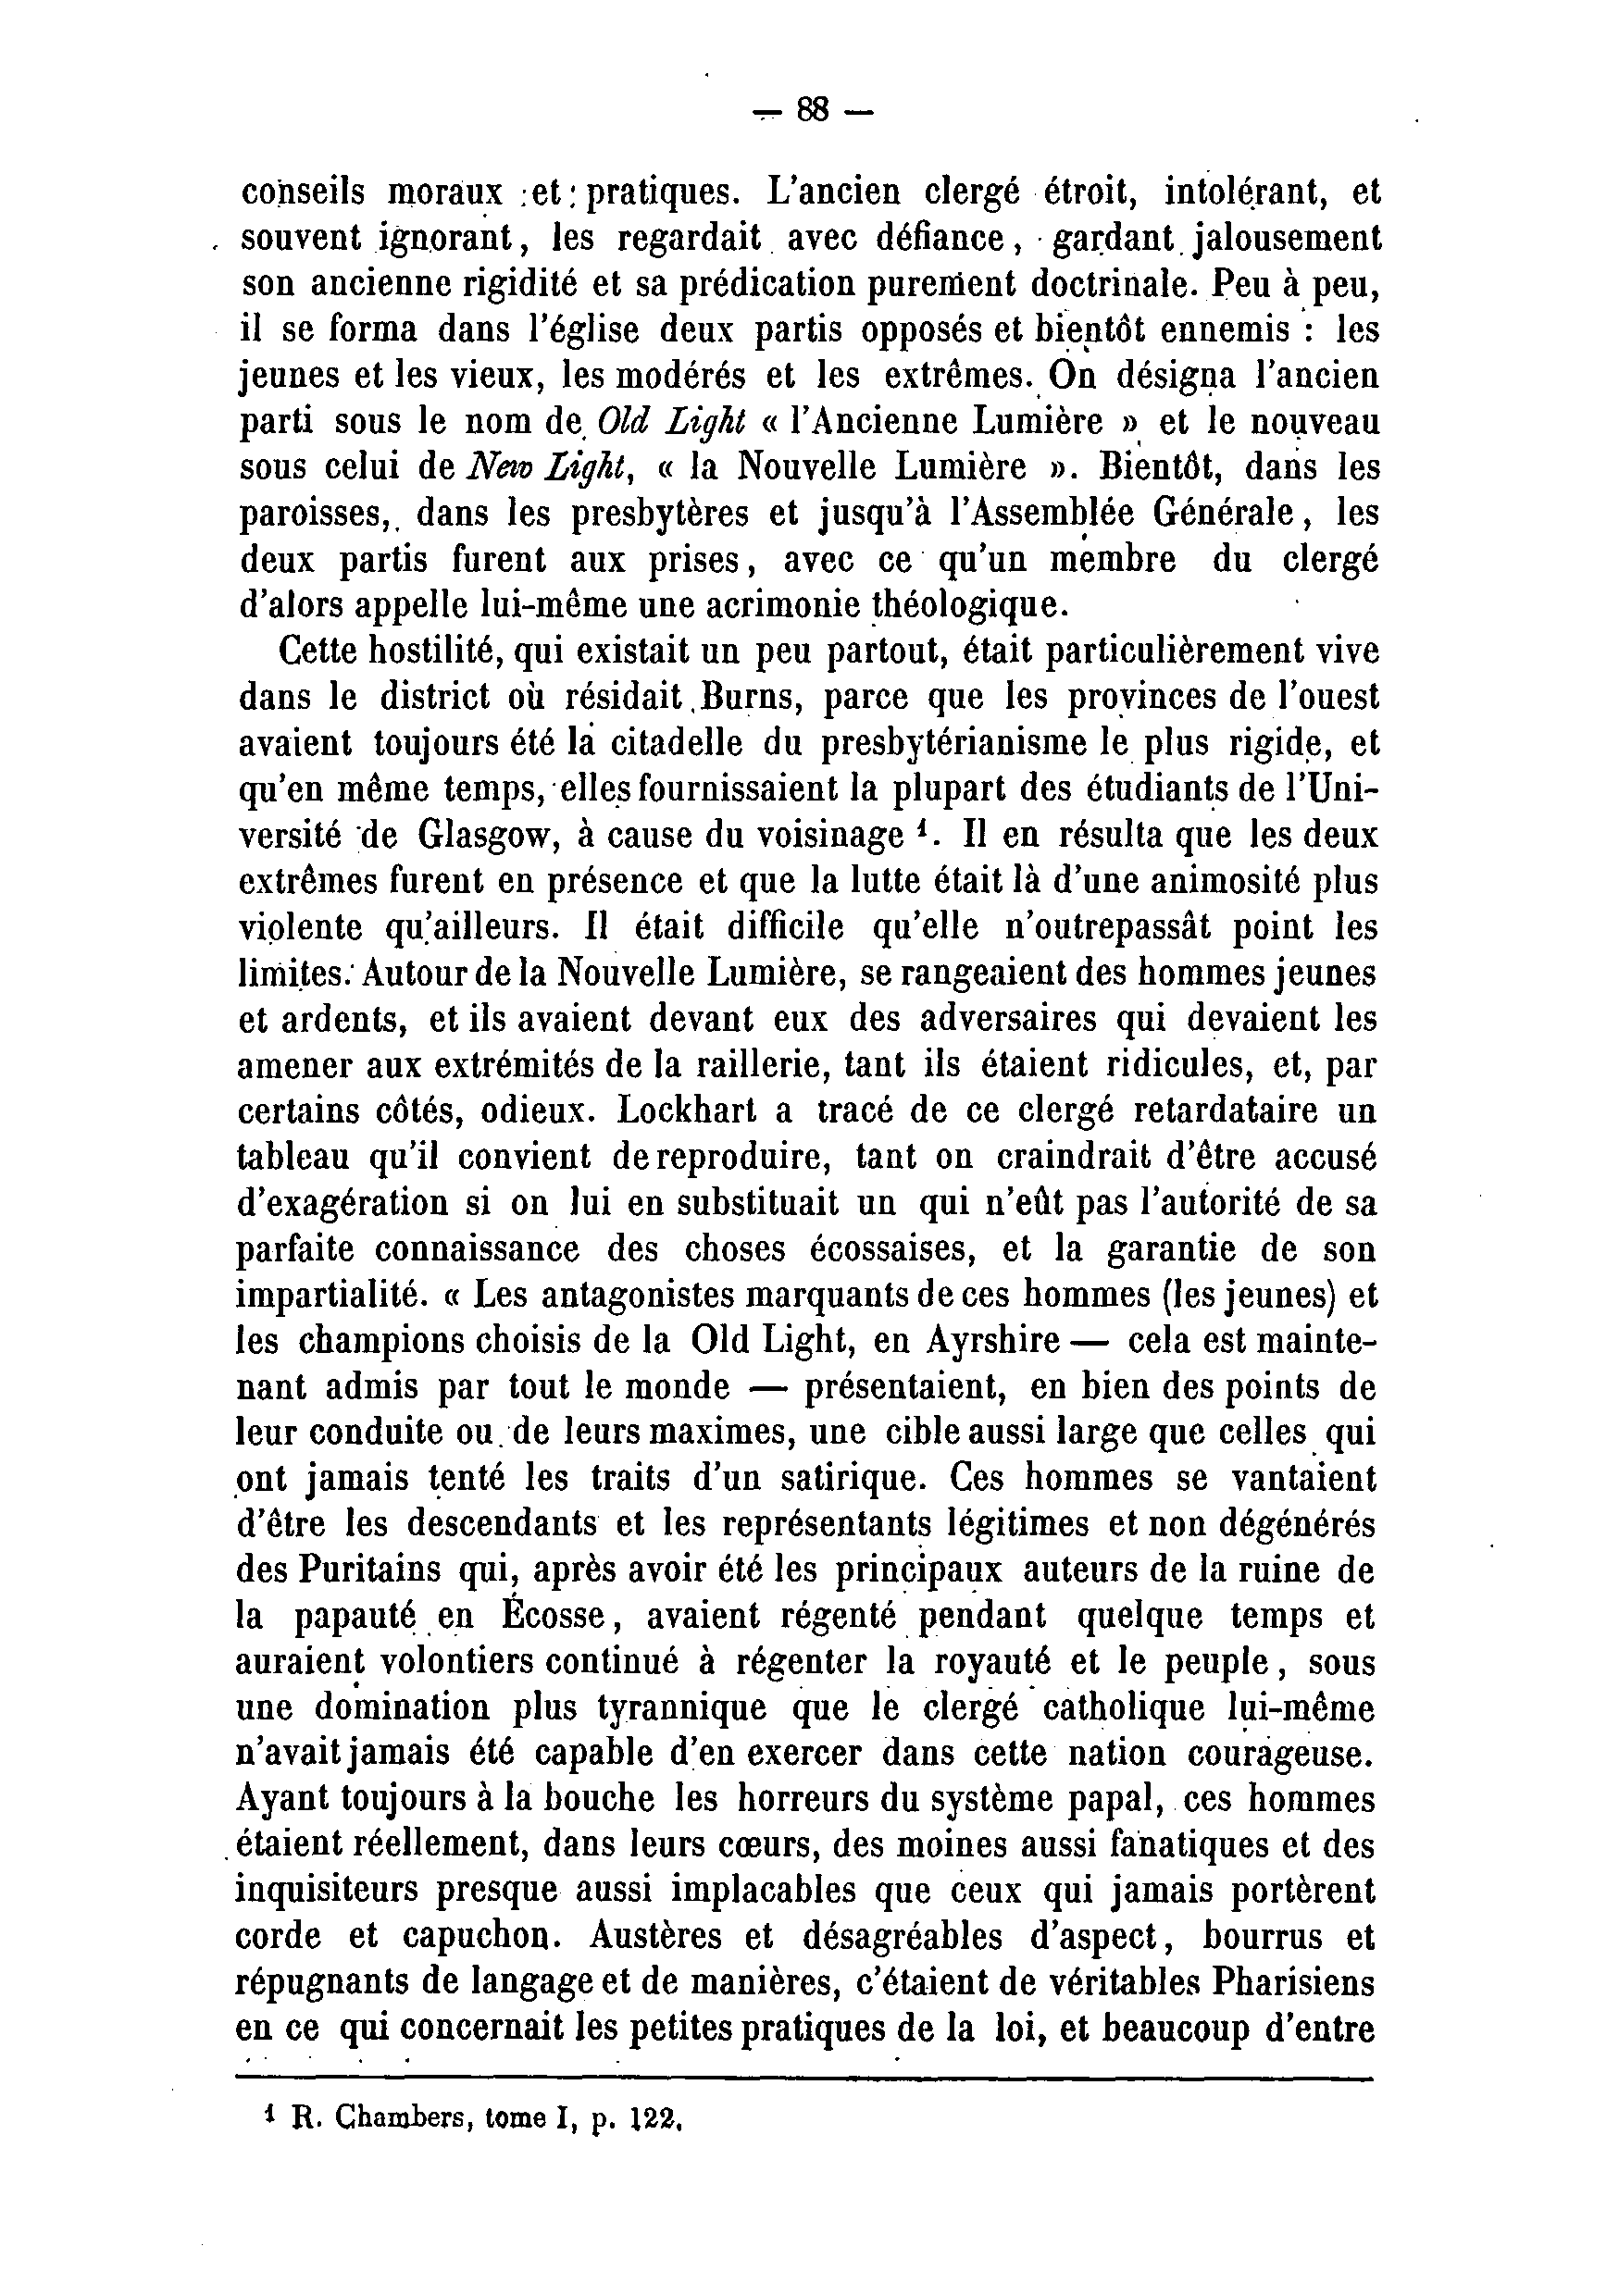 — 88 —
conseils moraux et pratiques. L'ancien clergé étroit, intolérant, et
souvent ignorant, les regardait avec défiance, gardant jalousement
son ancienne rigidité et sa prédication purement doctrinale. Peu à peu,
il se forma dans l'église deux partis opposés et bientôt ennemis : les
jeunes et les vieux, les modérés et les extrêmes. On désigna l'ancien
parti sous le nom de Old Light « l'Ancienne Lumière » et le nouveau
sous celui de New Light, « la Nouvelle Lumière ». Bientôt, dans les
paroisses, dans les presbytères et jusqu'à l'Assemblée Générale, les
deux partis furent aux prises, avec ce qu'un membre du clergé
d'alors appelle lui-même une acrimonie théologique.
Cette hostilité, qui existait un peu partout, était particulièrement vive
dans le district où résidait Burns, parce que les provinces de l'ouest
avaient toujours été la citadelle du presbytérianisme le plus rigide, et
qu'en même temps, elles fournissaient la plupart des étudiants de l'Uni-
versité de Glasgow, à cause du voisinage ¹. Il en résulta que les deux
extrêmes furent en présence et que la lutte était là d'une animosité plus
violente qu'ailleurs. Il était difficile qu'elle n'outrepassât point les
limites. Autour de la Nouvelle Lumière, se rangeaient des hommes jeunes
et ardents, et ils avaient devant eux des adversaires qui devaient les
amener aux extrémités de la raillerie, tant ils étaient ridicules, et, par
certains côtés, odieux. Lockhart a tracé de ce clergé retardataire un
tableau qu'il convient de reproduire, tant on craindrait d'être accusé
d'exagération si on lui en substituait un qui n'eût pas l'autorité de sa
parfaite connaissance des choses écossaises, et la garantie de son
impartialité. « Les antagonistes marquants de ces hommes (les jeunes) et
les champions choisis de la Old Light, en Ayrshire — cela est mainte-
nant admis par tout le monde — présentaient, en bien des points de
leur conduite ou de leurs maximes, une cible aussi large que celles qui
ont jamais tenté les traits d'un satirique. Ces hommes se vantaient
d'être les descendants et les représentants légitimes et non dégénérés
des Puritains qui, après avoir été les principaux auteurs de la ruine de
la papauté en Écosse, avaient régenté pendant quelque temps et
auraient volontiers continué à régenter la royauté et le peuple, sous
une domination plus tyrannique que le clergé catholique lui-même
n'avait jamais été capable d'en exercer dans cette nation courageuse.
Ayant toujours à la bouche les horreurs du système papal, ces hommes
étaient réellement, dans leurs cœurs, des moines aussi fanatiques et des
inquisiteurs presque aussi implacables que ceux qui jamais portèrent
corde et capuchon. Austères et désagréables d'aspect, bourrus et
répugnants de langage et de manières, c'étaient de véritables Pharisiens
en ce qui concernait les petites pratiques de la loi, et beaucoup d'entre
¹ R. Chambers, tome I, p. 122.